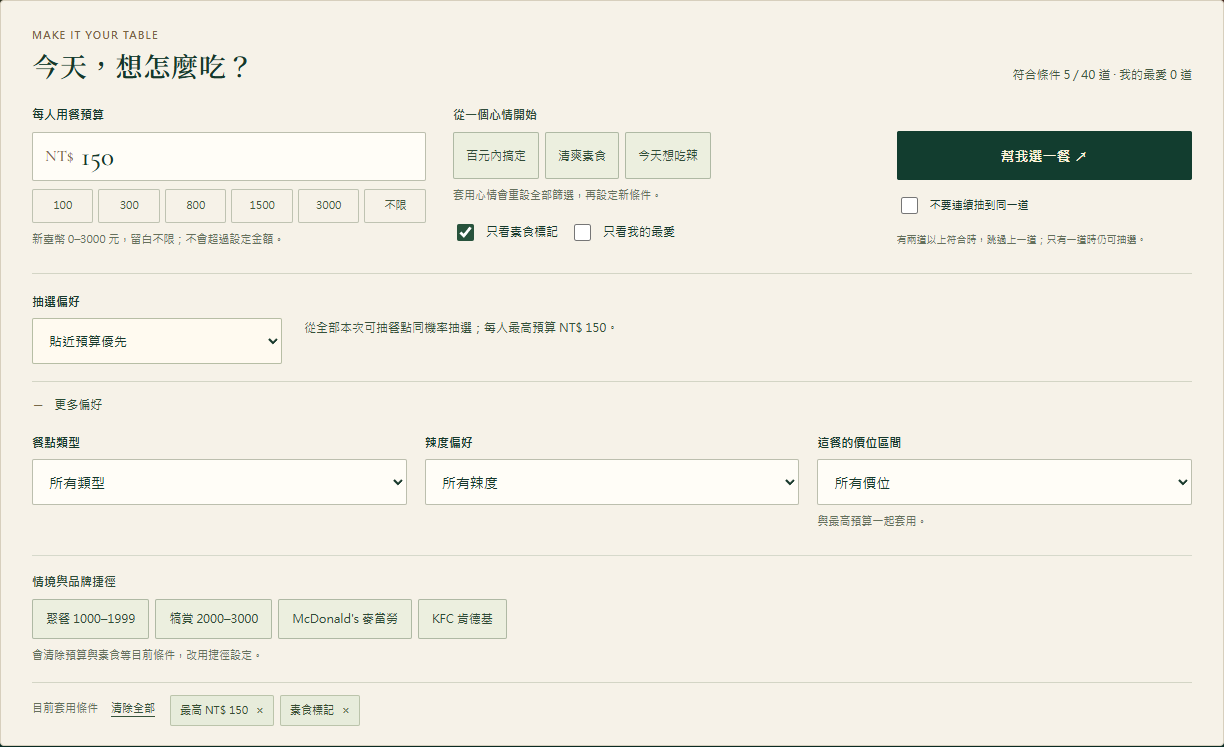 MAKE IT YOUR TABLE
今天，想怎麼吃？
符合條件 5 / 40 道 · 我的最愛 0 道
每人用餐預算
NT$ 150
100 300 800 1500 3000 不限
新臺幣 0–3000 元，留白不限；不會超過設定金額。
從一個心情開始
百元內搞定 清爽素食 今天想吃辣
套用心情會重設全部篩選，再設定新條件。
只看素食標記 只看我的最愛
幫我選一餐 ↗
不要連續抽到同一道
有兩道以上符合時，跳過上一道；只有一道時仍可抽選。
抽選偏好
貼近預算優先
從全部本次可抽餐點同機率抽選；每人最高預算 NT$ 150。
— 更多偏好
餐點類型
所有類型
辣度偏好
所有辣度
這餐的價位區間
所有價位
與最高預算一起套用。
情境與品牌捷徑
聚餐 1000–1999 犒賞 2000–3000 McDonald's 麥當勞 KFC 肯德基
會清除預算與素食等目前條件，改用捷徑設定。
目前套用條件 清除全部 最高 NT$ 150 × 素食標記 ×